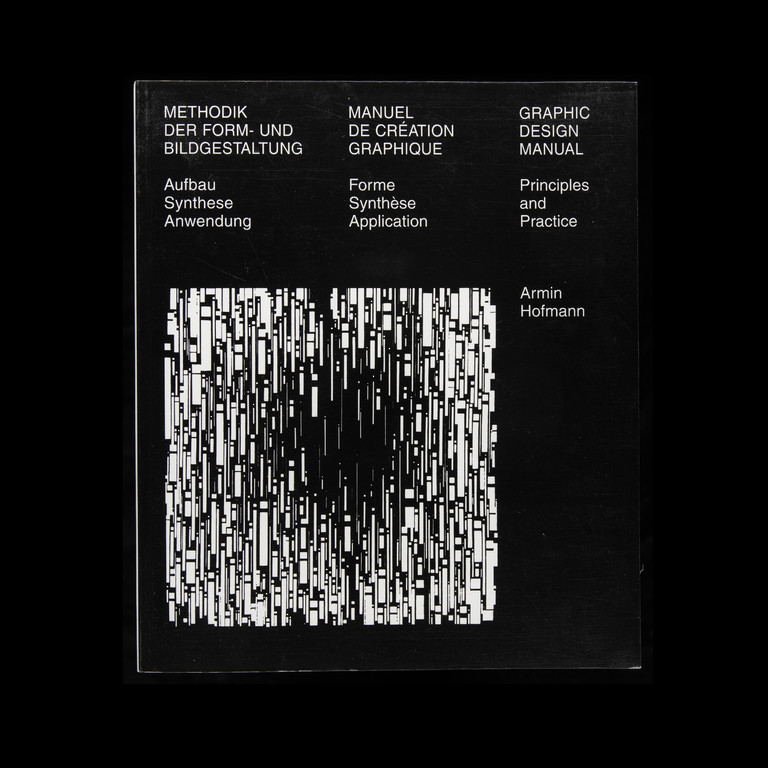 METHODIK
DER FORM- UND
BILDGESTALTUNG
Aufbau
Synthese
Anwendung
MANUEL
DE CRÉATION
GRAPHIQUE
Forme
Synthèse
Application
GRAPHIC
DESIGN
MANUAL
Principles
and
Practice
Armin
Hofmann